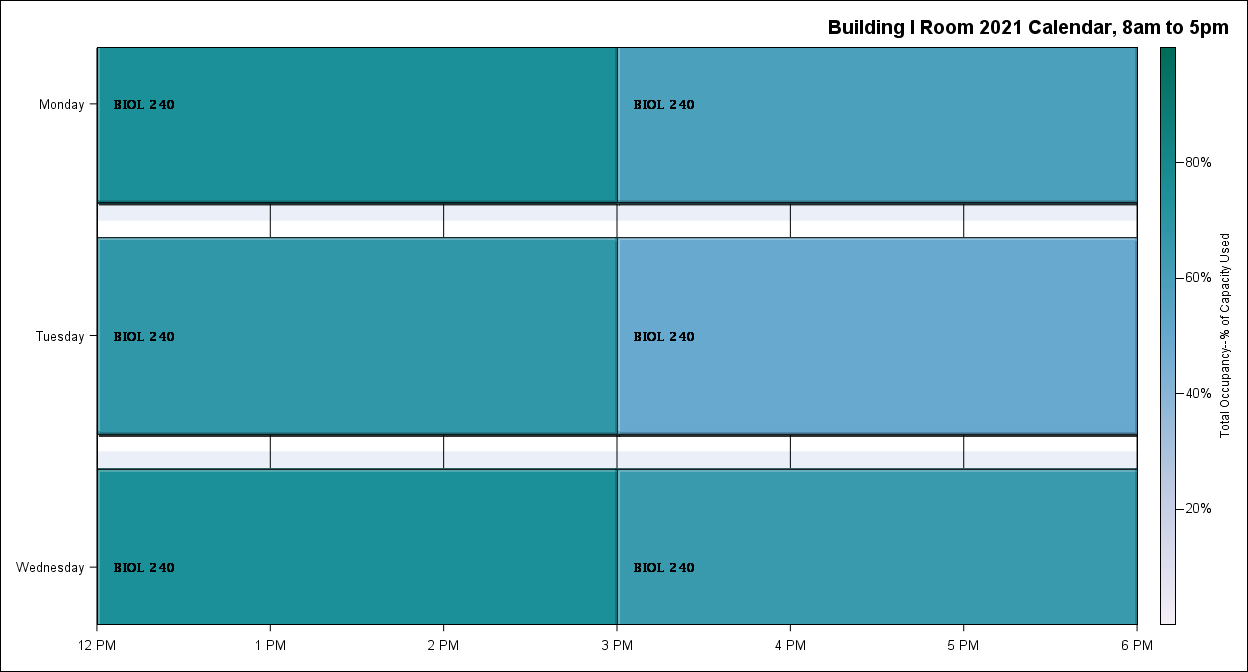 Building I Room 2021 Calendar, 8am to 5pm
Monday
BIOL 240
BIOL 240
80%
Tuesday
BIOL 240
BIOL 240
60%
40%
20%
Total Occupancy--% of Capacity Used
Wednesday
BIOL 240
BIOL 240
12 PM
1 PM
2 PM
3 PM
4 PM
5 PM
6 PM